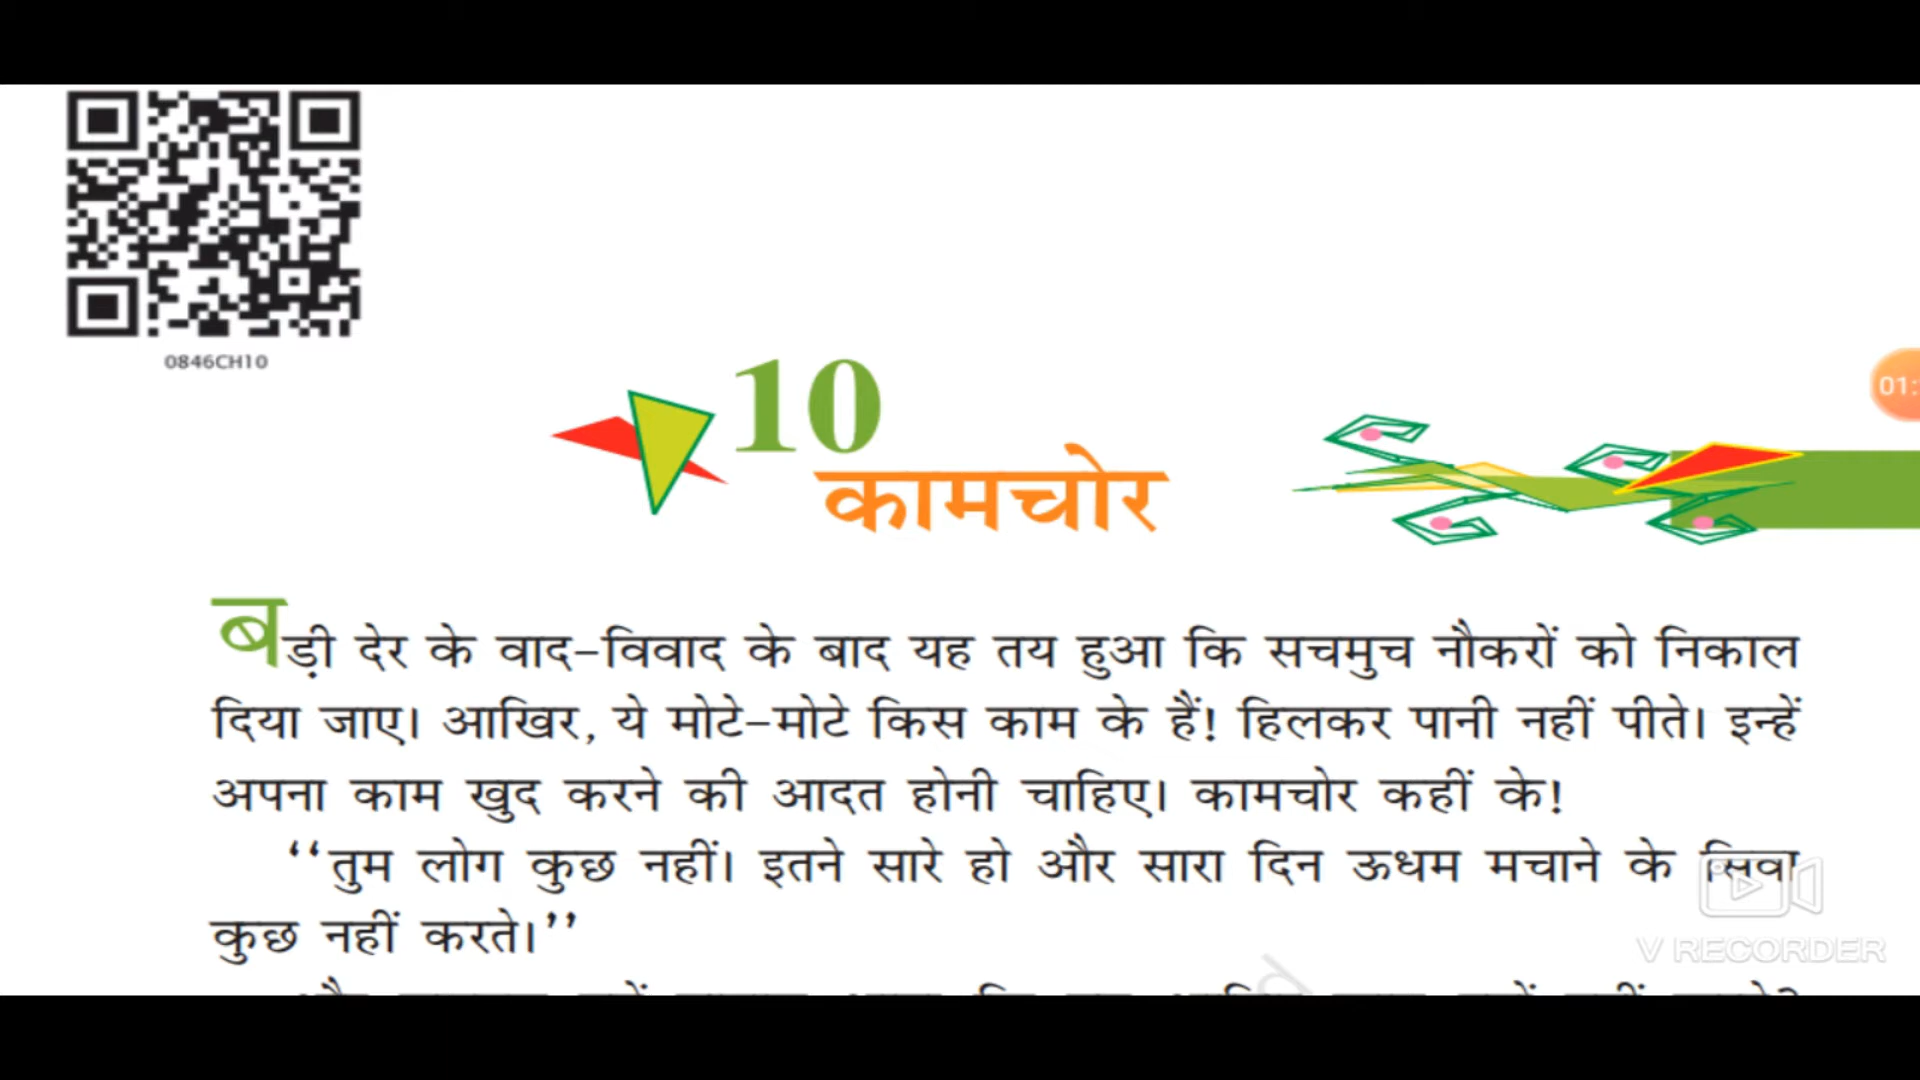 0846CH10
10
01:
कामचोर
बड़ी देर के वाद-विवाद के बाद यह तय हुआ कि सचमुच नौकरों को निकाल
दिया जाए। आखिर, ये मोटे-मोटे किस काम के हैं! हिलकर पानी नहीं पीते। इन्हें
अपना काम खुद करने की आदत होनी चाहिए। कामचोर कहीं के!
‘‘तुम लोग कुछ नहीं। इतने सारे हो और सारा दिन ऊधम मचाने के सिवा
कुछ नहीं करते।’’
V RECORDER